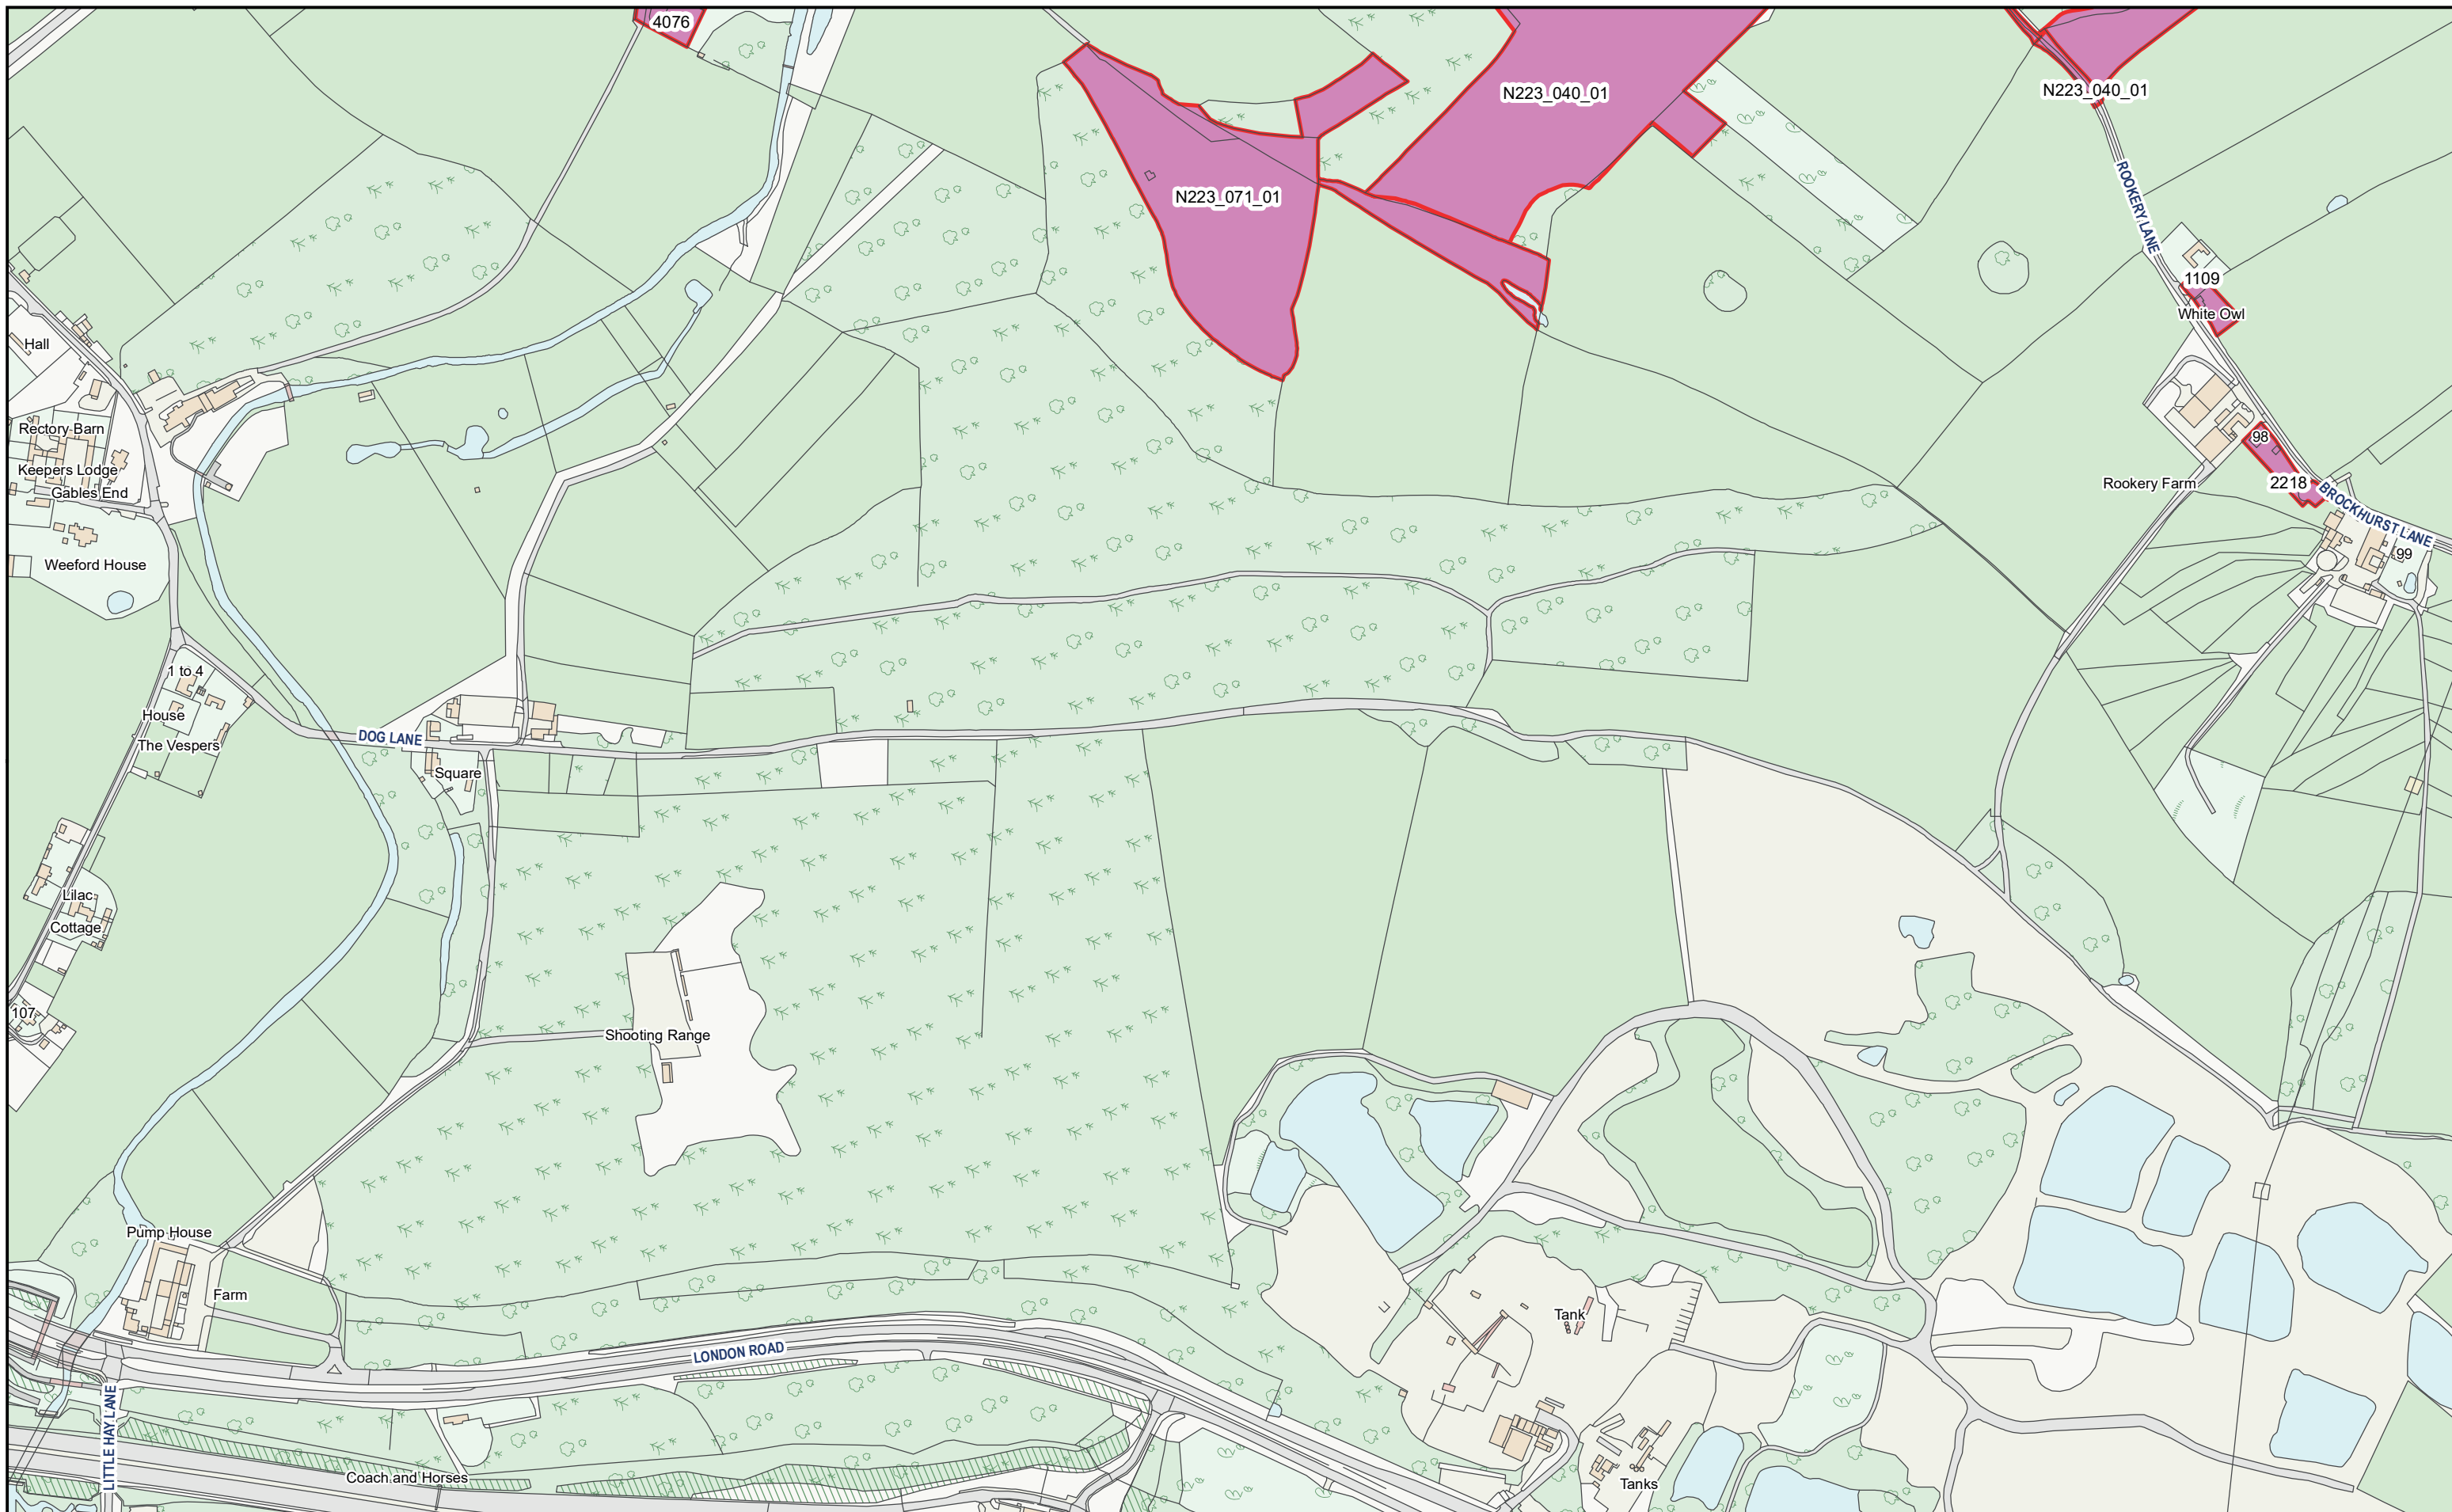 4076
N223_040_01
N223_040_01
ROOKERY LANE
N223_071_01
1109
White Owl
Hall
Rectory Barn
98
Keepers Lodge
Rookery Farm
2218
Gables End
BROCKHURST LANE
99
Weeford House
1 to 4
House
The Vespers
DOG LANE
Square
Lilac
Cottage
107
Shooting Range
Pump House
Farm
Tank
LONDON ROAD
LITTLE HAY LANE
Coach and Horses
Tanks